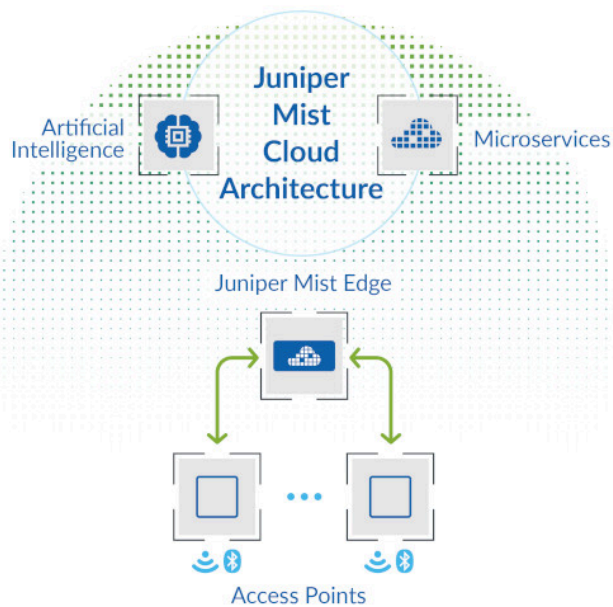 Juniper
Mist
Cloud
Architecture
Artificial
Intelligence
Microservices
Juniper Mist Edge
Access Points